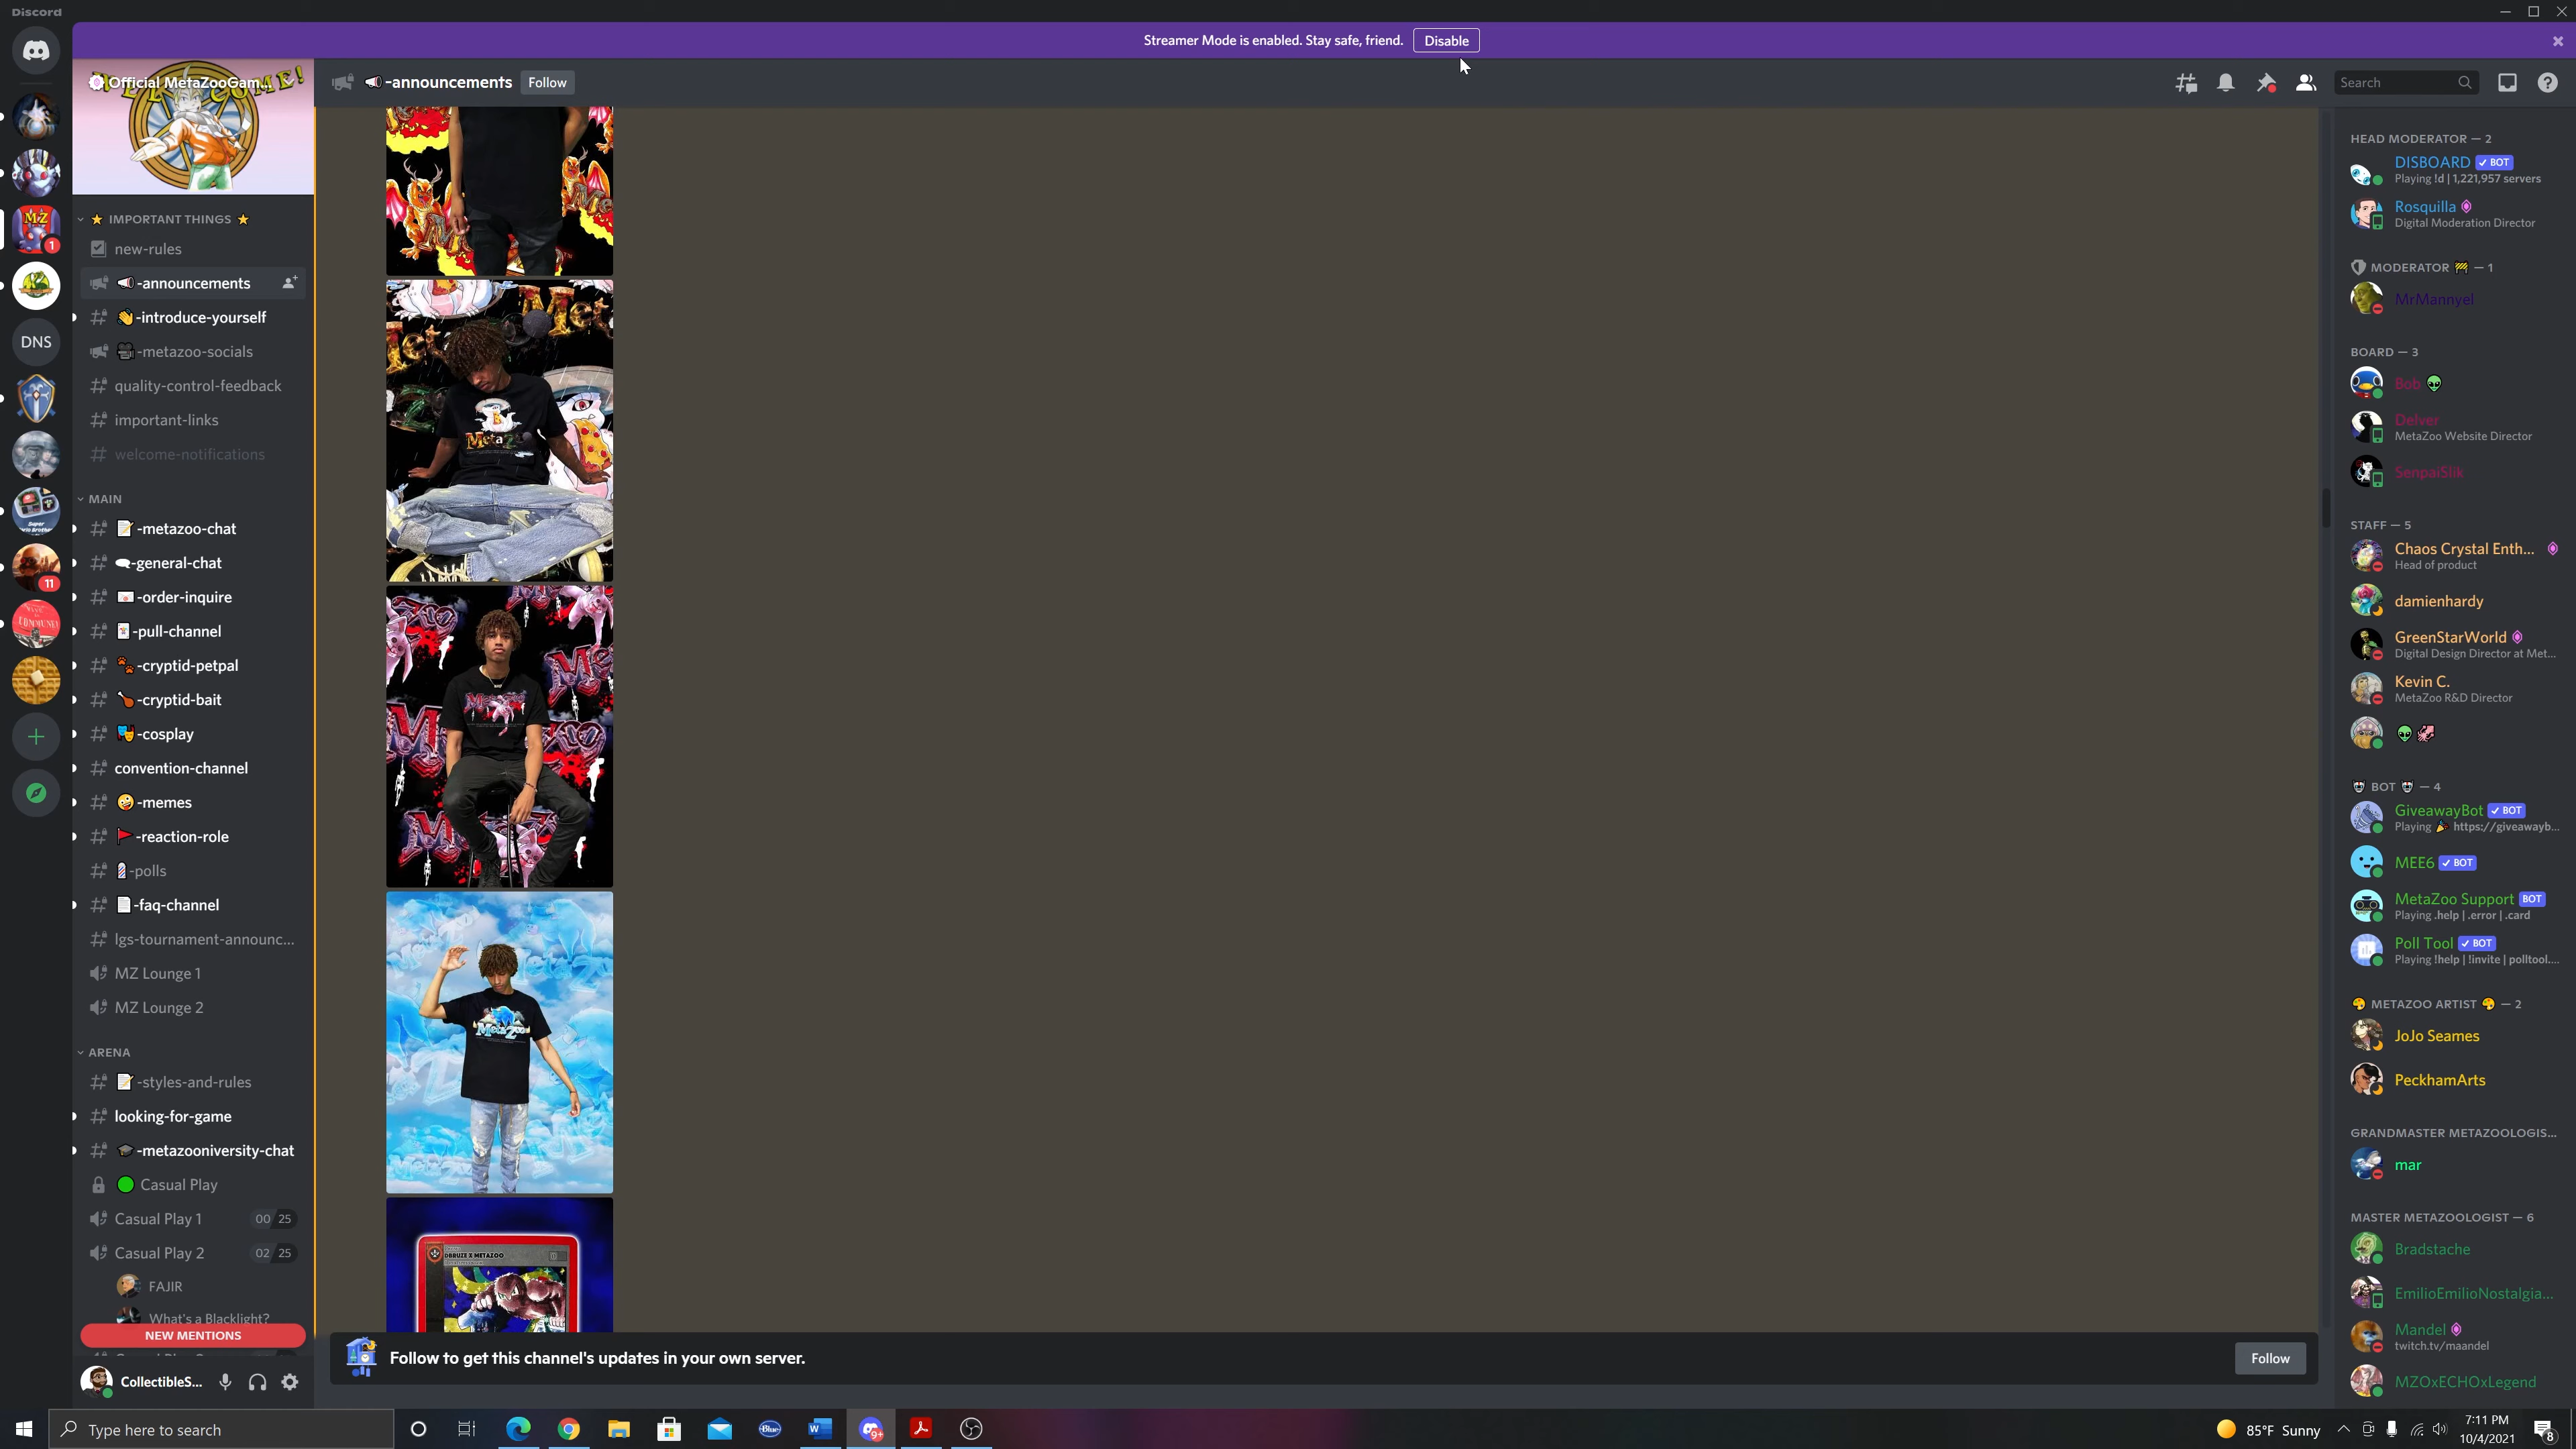 Discord
Streamer Mode is enabled. Stay safe, friend.
Disable
Official MetaZooGam...
-announcements
Follow
Search
IMPORTANT THINGS
new-rules
-announcements
-introduce-yourself
-metazoo-socials
quality-control-feedback
important-links
welcome-notifications
MAIN
-metazoo-chat
-general-chat
-order-inquire
-pull-channel
-cryptid-petpal
-cryptid-bait
-cosplay
convention-channel
-memes
-reaction-role
-polls
-faq-channel
lgs-tournament-announc...
MZ Lounge 1
MZ Lounge 2
ARENA
-styles-and-rules
looking-for-game
-metazooniversity-chat
Casual Play
Casual Play 1 00 25
Casual Play 2 02 25
FAJIR
What's a Blacklight?
NEW MENTIONS
CollectibleS...
MZ
1
DNS
11
MetaZoo
DABUZE X METAZOO
Follow to get this channel's updates in your own server.
Follow
HEAD MODERATOR — 2
DISBOARD ✓ BOT
Playing !d | 1,221,957 servers
Rosquilla
Digital Moderation Director
MODERATOR — 1
MrMannyel
BOARD — 3
Bob
Delver
MetaZoo Website Director
SenpaiSlik
STAFF — 5
Chaos Crystal Enth...
Head of product
damienhardy
GreenStarWorld
Digital Design Director at Met...
Kevin C.
MetaZoo R&D Director
BOT — 4
GiveawayBot ✓ BOT
Playing https://giveawayb...
MEE6 ✓ BOT
MetaZoo Support BOT
Playing .help | .error | .card
Poll Tool ✓ BOT
Playing !help | !invite | polltool....
METAZOO ARTIST — 2
JoJo Seames
PeckhamArts
GRANDMASTER METAZOOLOGIS...
mar
MASTER METAZOOLOGIST — 6
Bradstache
EmilioEmilioNostalgia...
Mandel
twitch.tv/maandel
MZOxECHOxLegend
Type here to search
Blue
9+
85°F Sunny
7:11 PM
10/4/2021
8